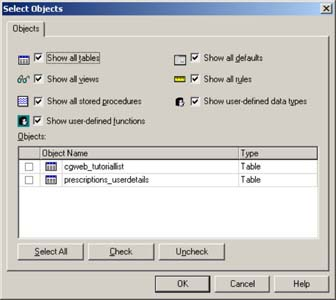 Select Objects
Objects
Show all tables
Show all defaults
Show all views
Show all rules
Show all stored procedures
Show user-defined data types
Show user-defined functions
Objects:
Object Name Type
cgweb_tutoriallist Table
prescriptions_userdetails Table
Select All Check Uncheck
OK Cancel Help